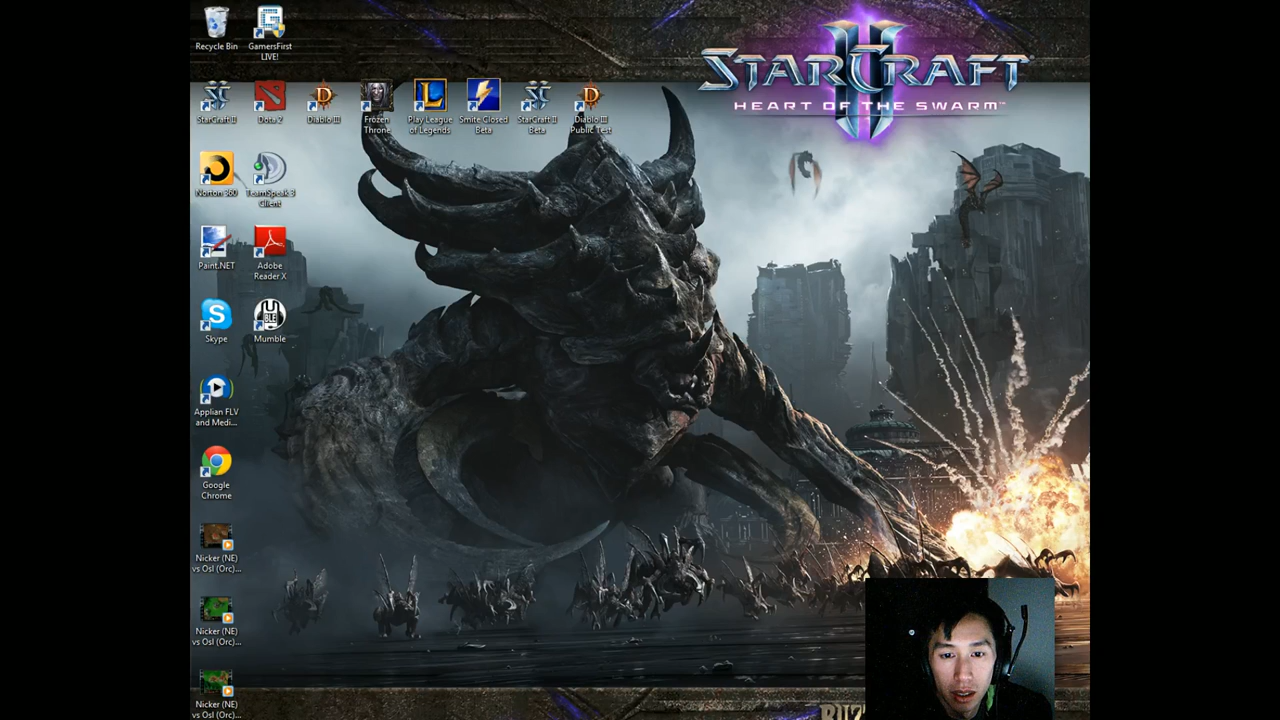 Recycle Bin
GamersFirst
LIVE!
STARCRAFT
II
HEART OF THE SWARM™
StarCraft II
Dota 2
Diablo III
Frozen
Throne
Play League
of Legends
Smite Closed
Beta
StarCraft II
Beta
Diablo III
Public Test
Norton 360
TeamSpeak 3
Client
Paint.NET
Adobe
Reader X
Skype
Mumble
Applian FLV
and Medi...
Google
Chrome
Nicker (NE)
vs Osl (Orc)...
Nicker (NE)
vs Osl (Orc)...
Nicker (NE)
vs Osl (Orc)...